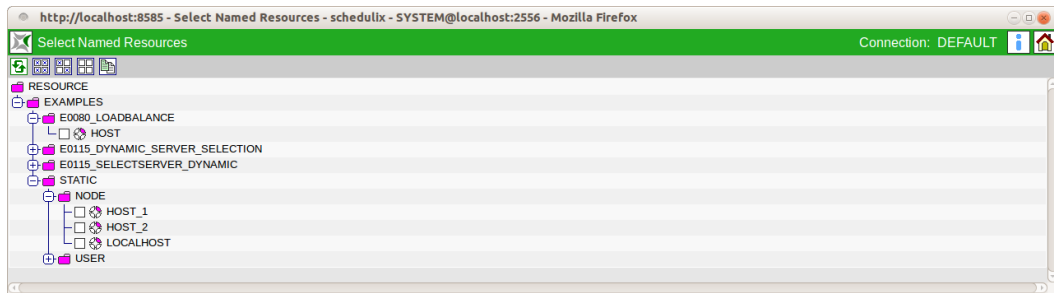 http://localhost:8585 - Select Named Resources - schedulix - SYSTEM@localhost:2556 - Mozilla Firefox
Select Named Resources Connection: DEFAULT
RESOURCE
EXAMPLES
E0080_LOADBALANCE
HOST
E0115_DYNAMIC_SERVER_SELECTION
E0115_SELECTSERVER_DYNAMIC
STATIC
NODE
HOST_1
HOST_2
LOCALHOST
USER